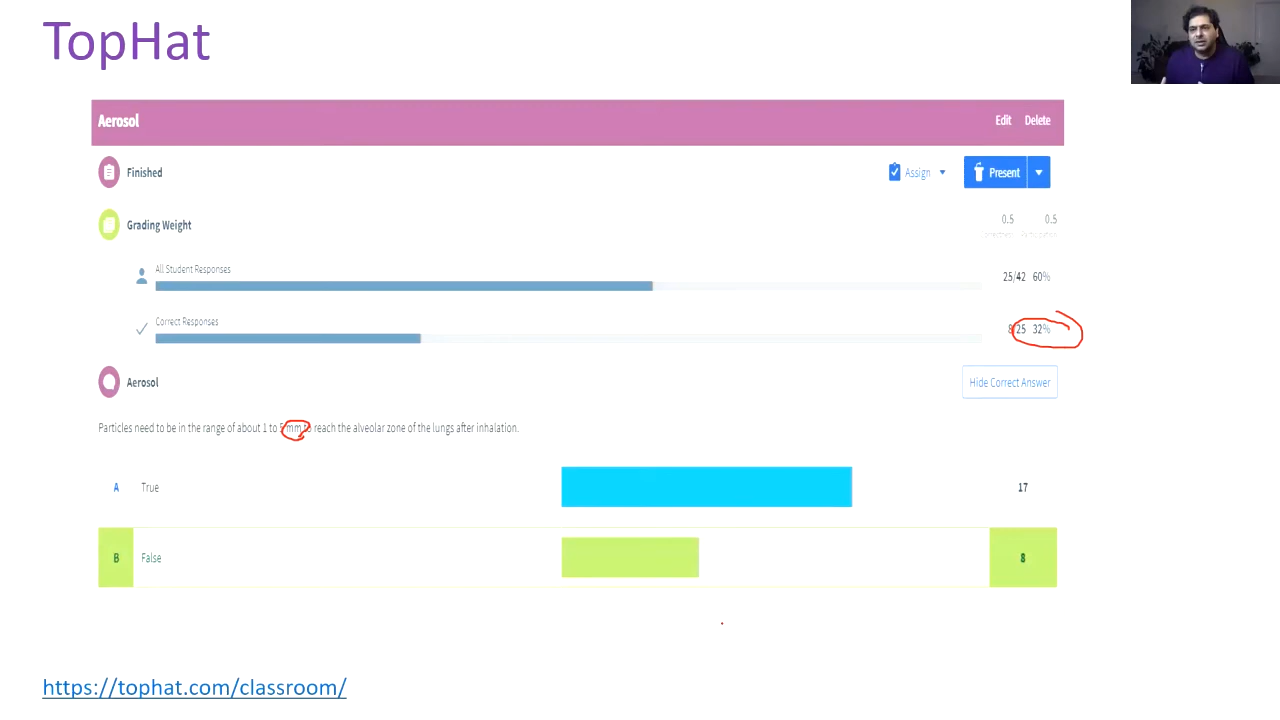 TopHat
Aerosol
Edit Delete
Finished
Assign
Present
Grading Weight
0.5 0.5
All Student Responses
25/42 60%
Correct Responses
8/25 32%
Aerosol
Hide Correct Answer
Particles need to be in the range of about 1 to 5 mm to reach the alveolar zone of the lungs after inhalation.
A True 17
B False 8
https://tophat.com/classroom/